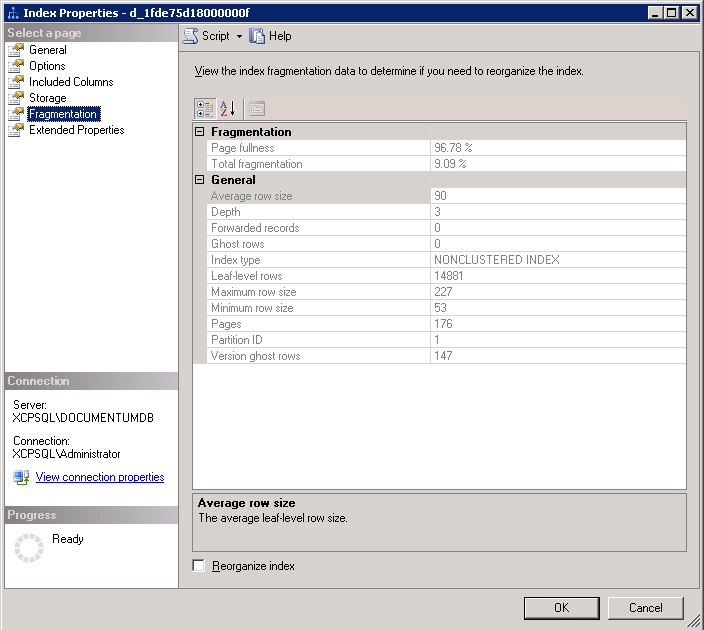 Index Properties - d_1fde75d18000000f
Select a page
General
Options
Included Columns
Storage
Fragmentation
Extended Properties
Script Help
View the index fragmentation data to determine if you need to reorganize the index.
Fragmentation
Page fullness 96.78 %
Total fragmentation 9.09 %
General
Average row size 90
Depth 3
Forwarded records 0
Ghost rows 0
Index type NONCLUSTERED INDEX
Leaf-level rows 14881
Maximum row size 227
Minimum row size 53
Pages 176
Partition ID 1
Version ghost rows 147
Connection
Server:
XCPSQL\DOCUMENTUMDB
Connection:
XCPSQL\Administrator
View connection properties
Progress
Ready
Average row size
The average leaf-level row size.
Reorganize index
OK Cancel